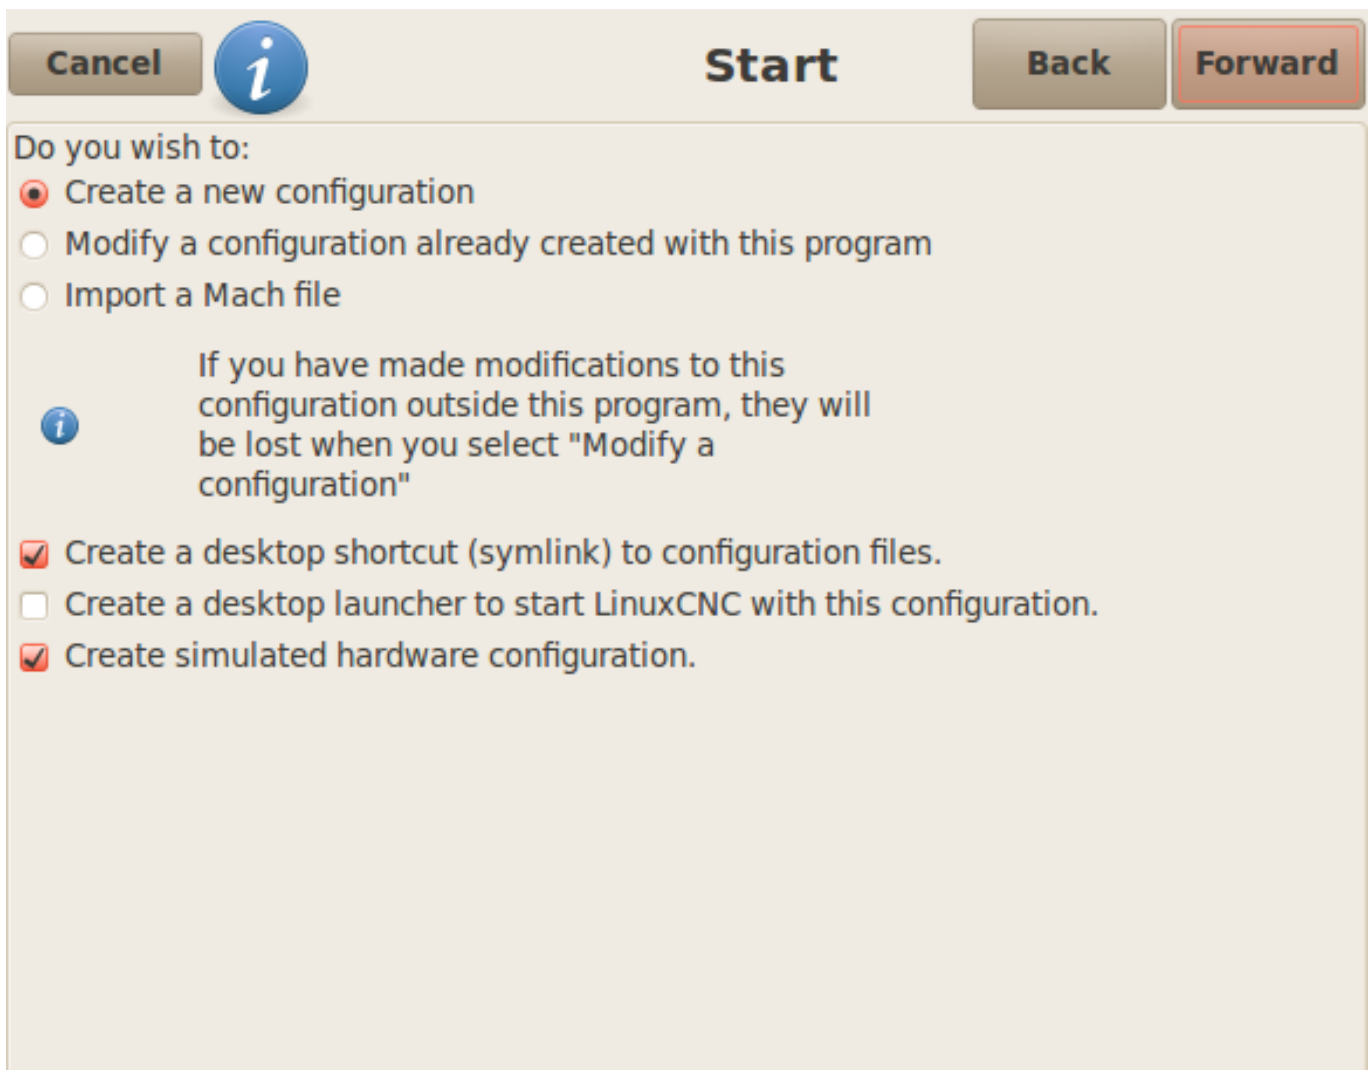 Cancel
Start
Back
Forward
Do you wish to:
Create a new configuration
Modify a configuration already created with this program
Import a Mach file
If you have made modifications to this
configuration outside this program, they will
be lost when you select "Modify a
configuration"
Create a desktop shortcut (symlink) to configuration files.
Create a desktop launcher to start LinuxCNC with this configuration.
Create simulated hardware configuration.